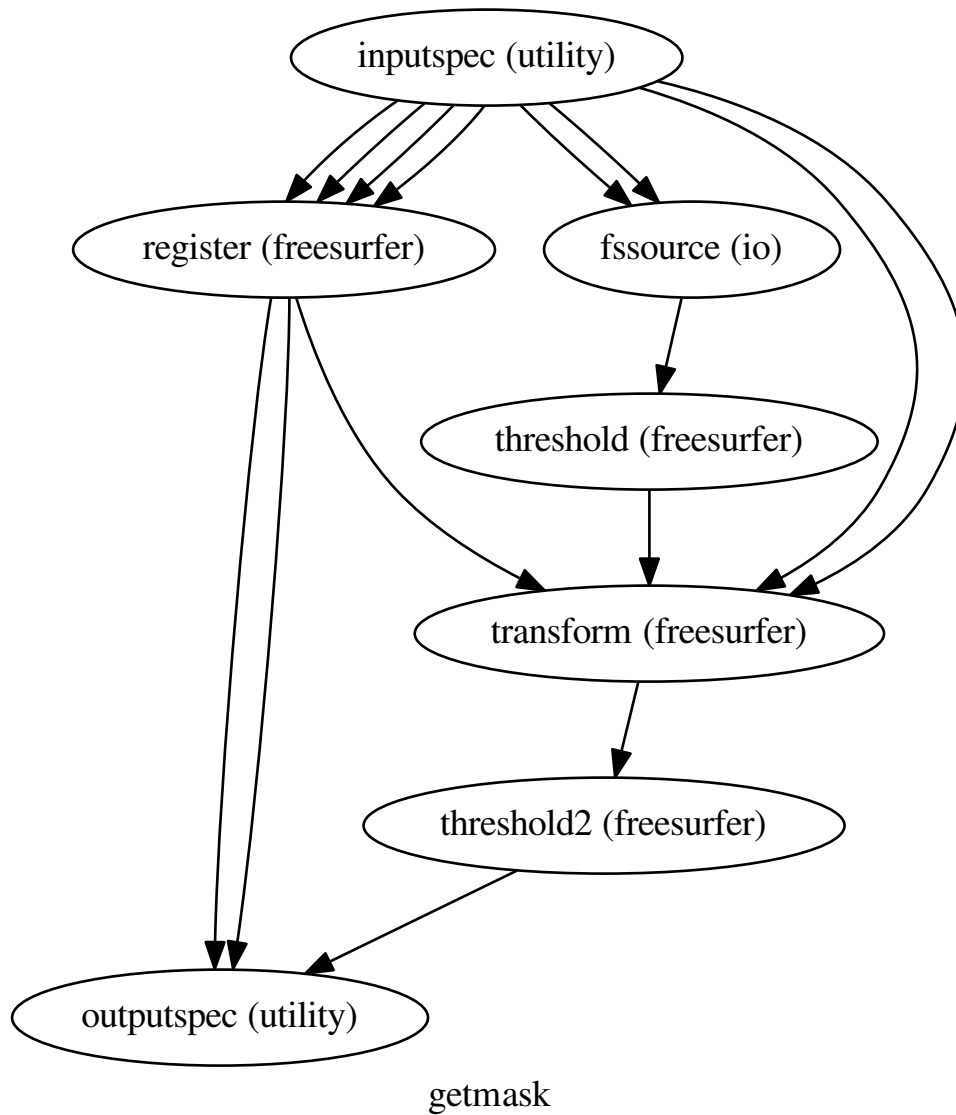 inputspec (utility)
register (freesurfer)
fssource (io)
threshold (freesurfer)
transform (freesurfer)
threshold2 (freesurfer)
outputspec (utility)
getmask